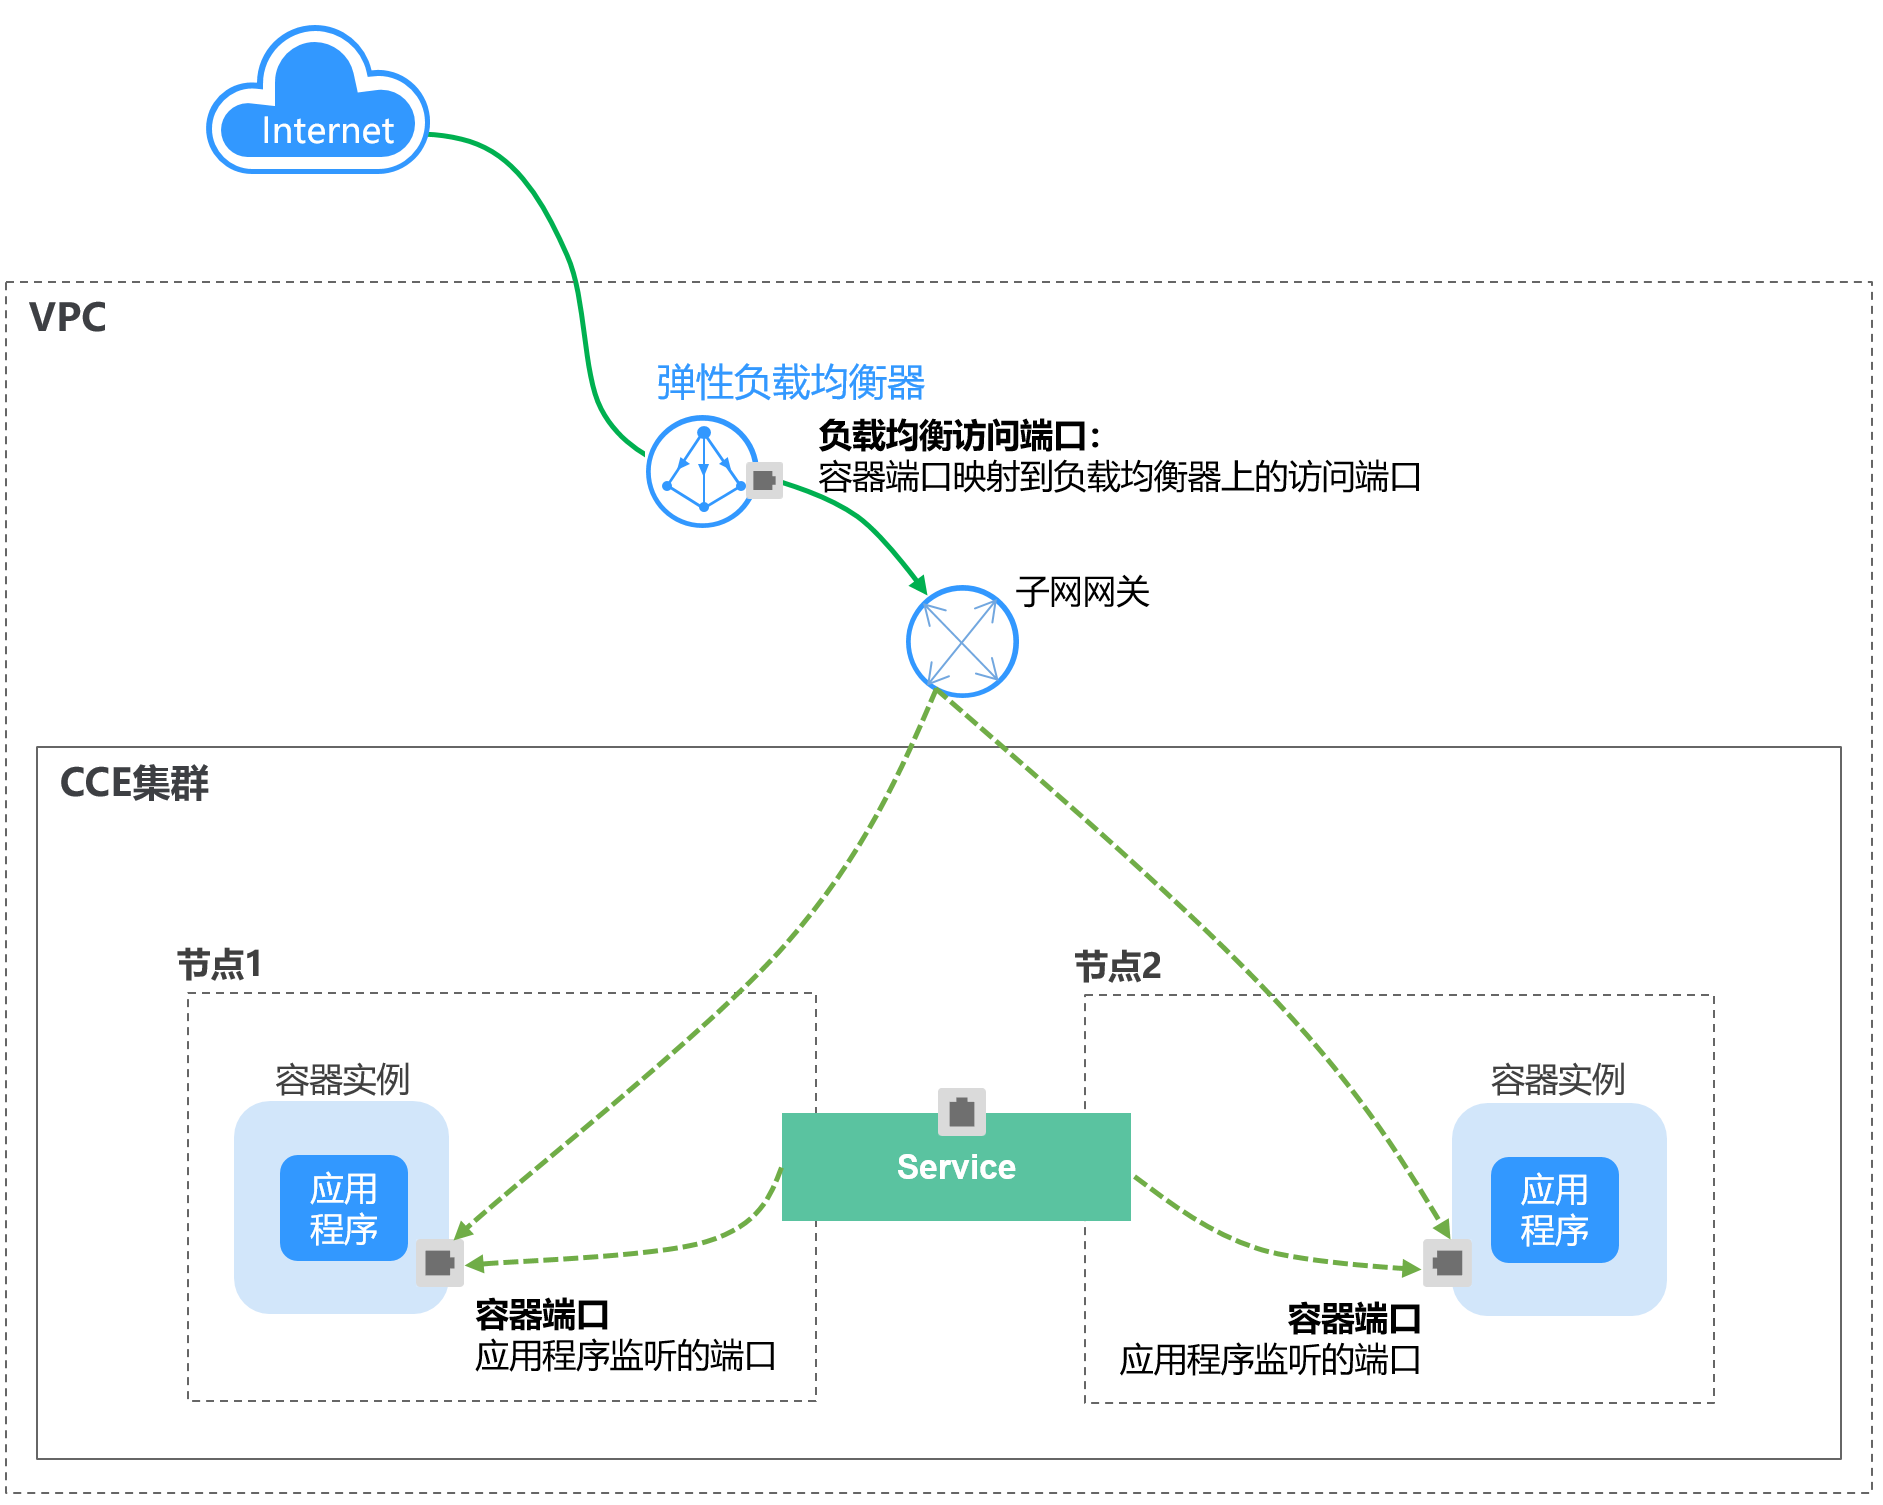 Internet
VPC
弹性负载均衡器
负载均衡访问端口：
容器端口映射到负载均衡器上的访问端口
子网网关
CCE集群
节点1
节点2
容器实例
容器实例
应用
程序
Service
应用
程序
容器端口
应用程序监听的端口
容器端口
应用程序监听的端口